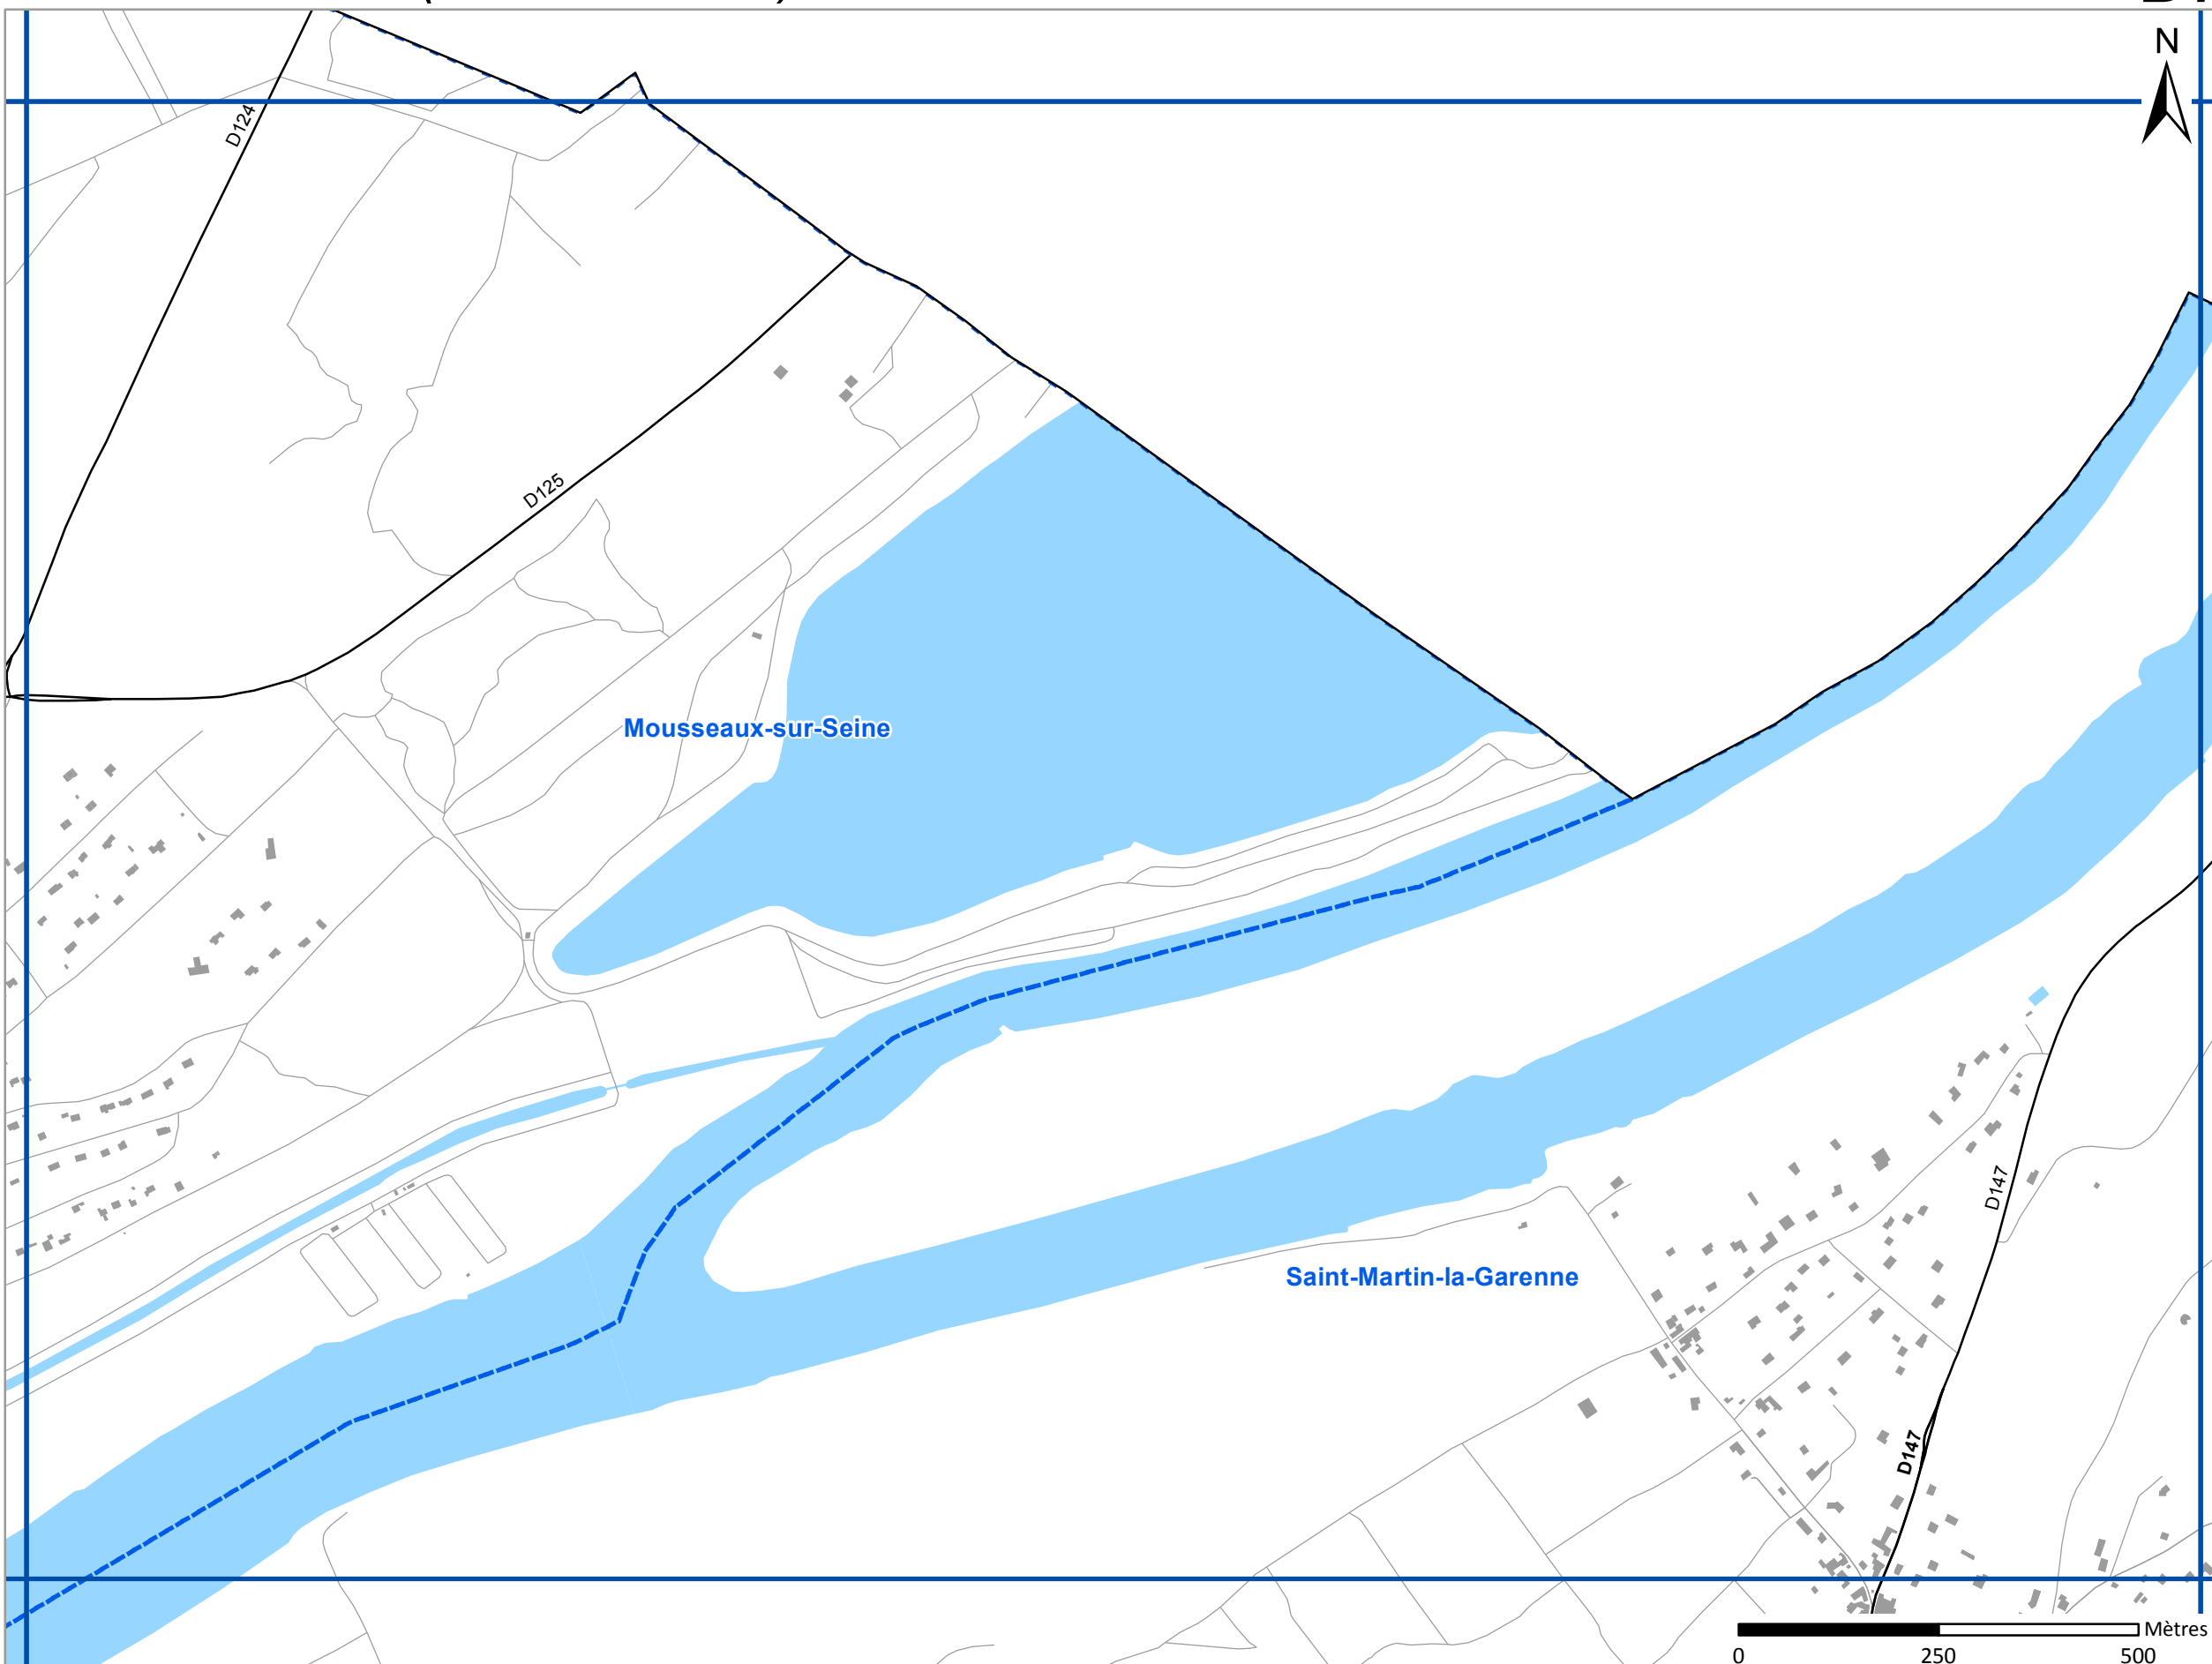 N
D124
D125
Mousseaux-sur-Seine
D147
Saint-Martin-la-Garenne
D147
Mètres
0 250 500